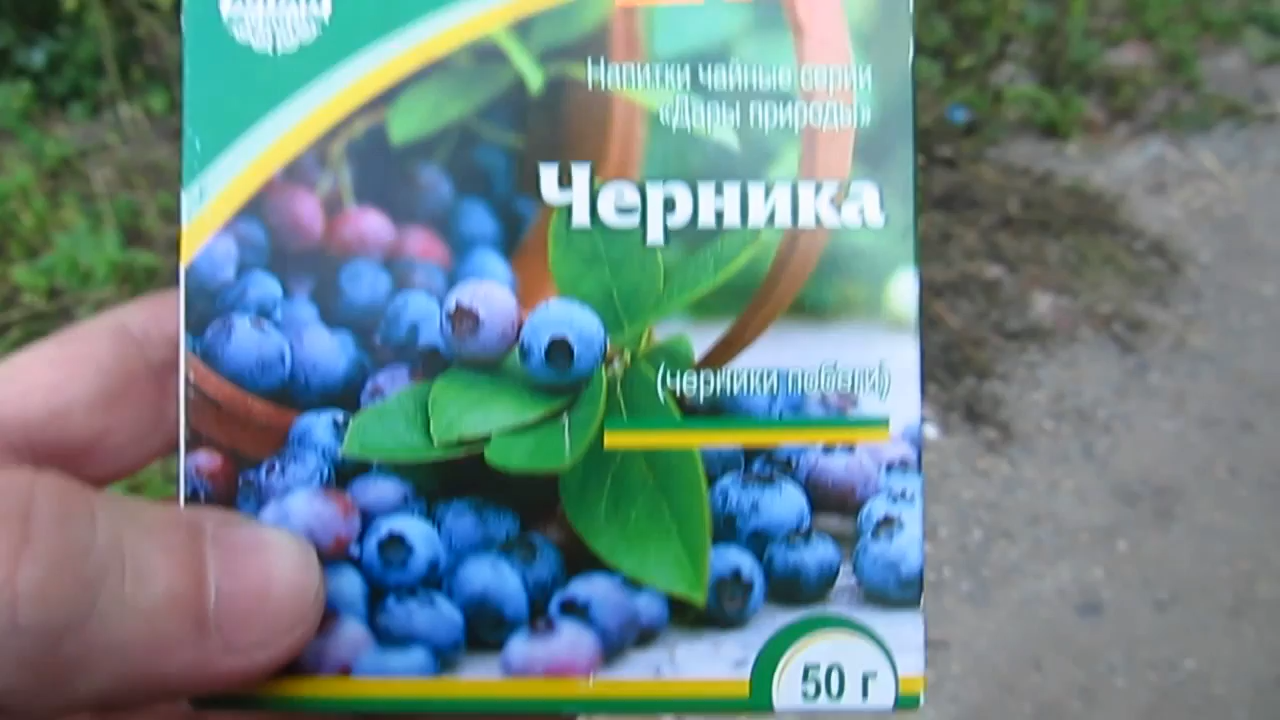 Напитки чайные серии
«Дары природы»
Черника
(черники побеги)
50 г